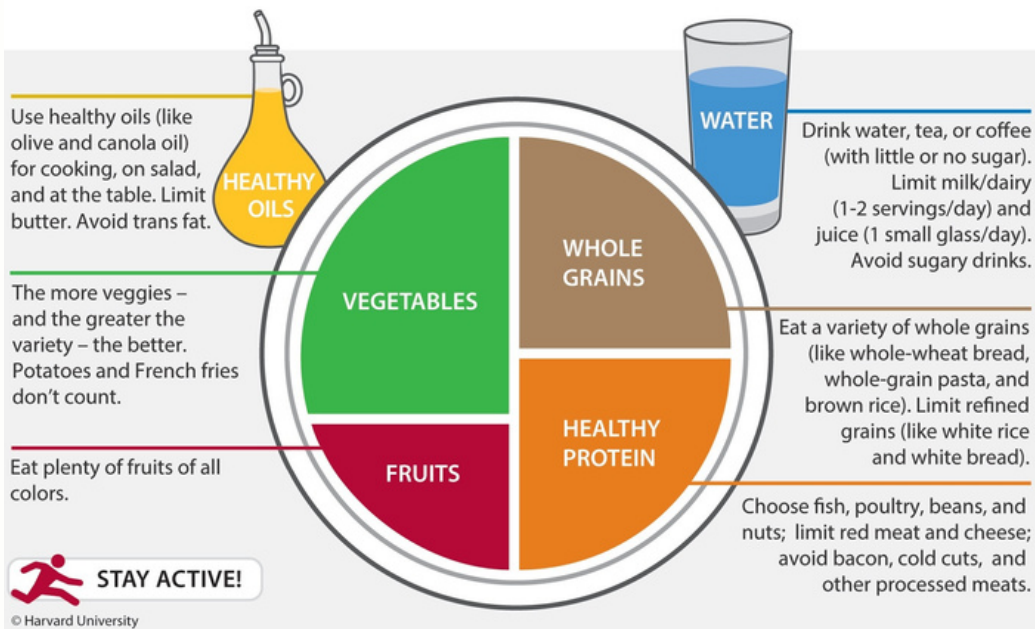 Use healthy oils (like
olive and canola oil)
for cooking, on salad,
and at the table. Limit
butter. Avoid trans fat.
HEALTHY
OILS
The more veggies –
and the greater the
variety – the better.
Potatoes and French fries
don’t count.
Eat plenty of fruits of all
colors.
STAY ACTIVE!
© Harvard University
VEGETABLES
FRUITS
WHOLE
GRAINS
HEALTHY
PROTEIN
WATER
Drink water, tea, or coffee
(with little or no sugar).
Limit milk/dairy
(1-2 servings/day) and
juice (1 small glass/day).
Avoid sugary drinks.
Eat a variety of whole grains
(like whole-wheat bread,
whole-grain pasta, and
brown rice). Limit refined
grains (like white rice
and white bread).
Choose fish, poultry, beans, and
nuts; limit red meat and cheese;
avoid bacon, cold cuts, and
other processed meats.